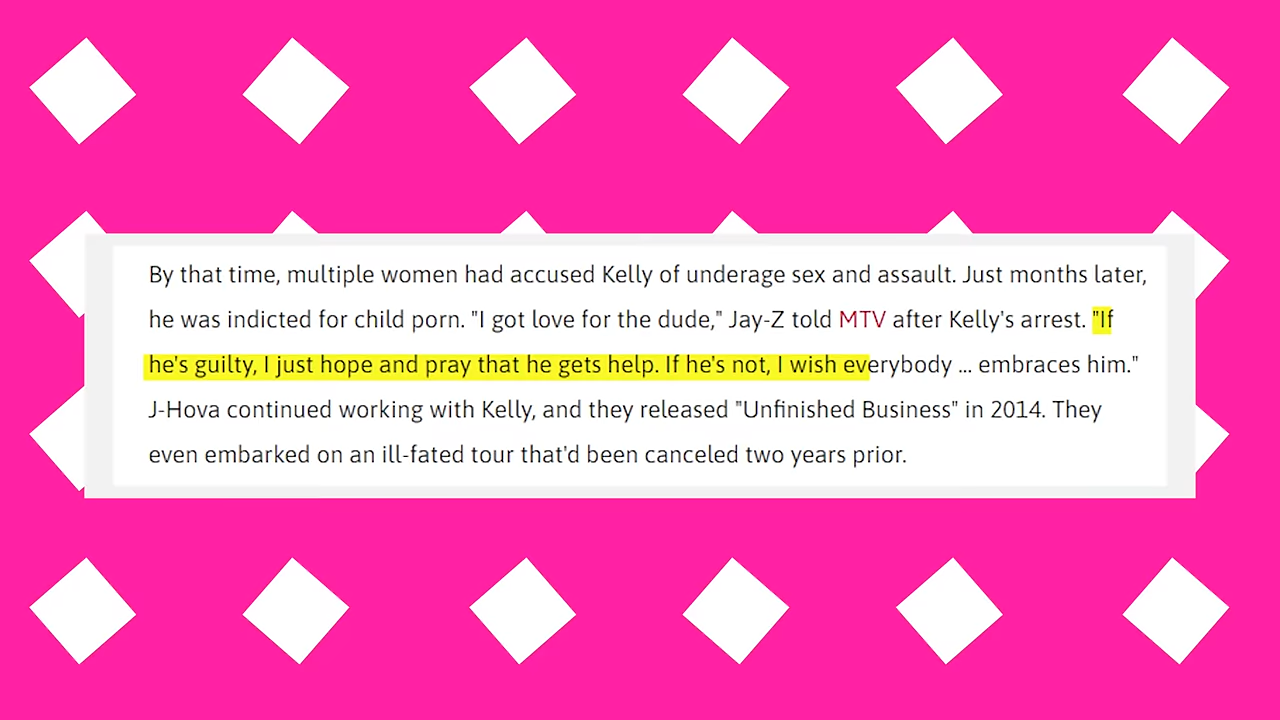 By that time, multiple women had accused Kelly of underage sex and assault. Just months later,
he was indicted for child porn. "I got love for the dude," Jay-Z told MTV after Kelly's arrest. "If
he's guilty, I just hope and pray that he gets help. If he's not, I wish everybody ... embraces him."
J-Hova continued working with Kelly, and they released "Unfinished Business" in 2014. They
even embarked on an ill-fated tour that'd been canceled two years prior.